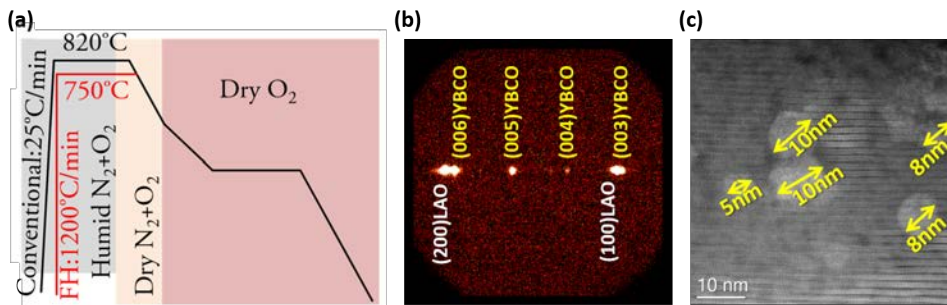 (a)
820°C
750°C
Conventional:25°C/min
FH:1200°C/min
Humid N₂+O₂
Dry N₂+O₂
Dry O₂
(b)
(006)YBCO
(005)YBCO
(004)YBCO
(003)YBCO
(200)LAO
(100)LAO
(c)
10nm
10nm
5nm
8nm
8nm
10 nm